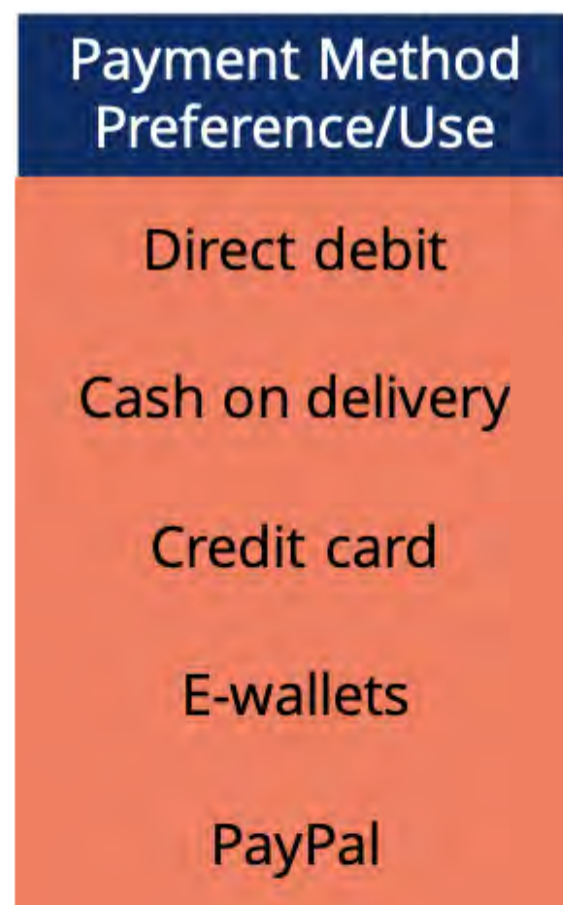 Payment Method
Preference/Use
Direct debit
Cash on delivery
Credit card
E-wallets
PayPal